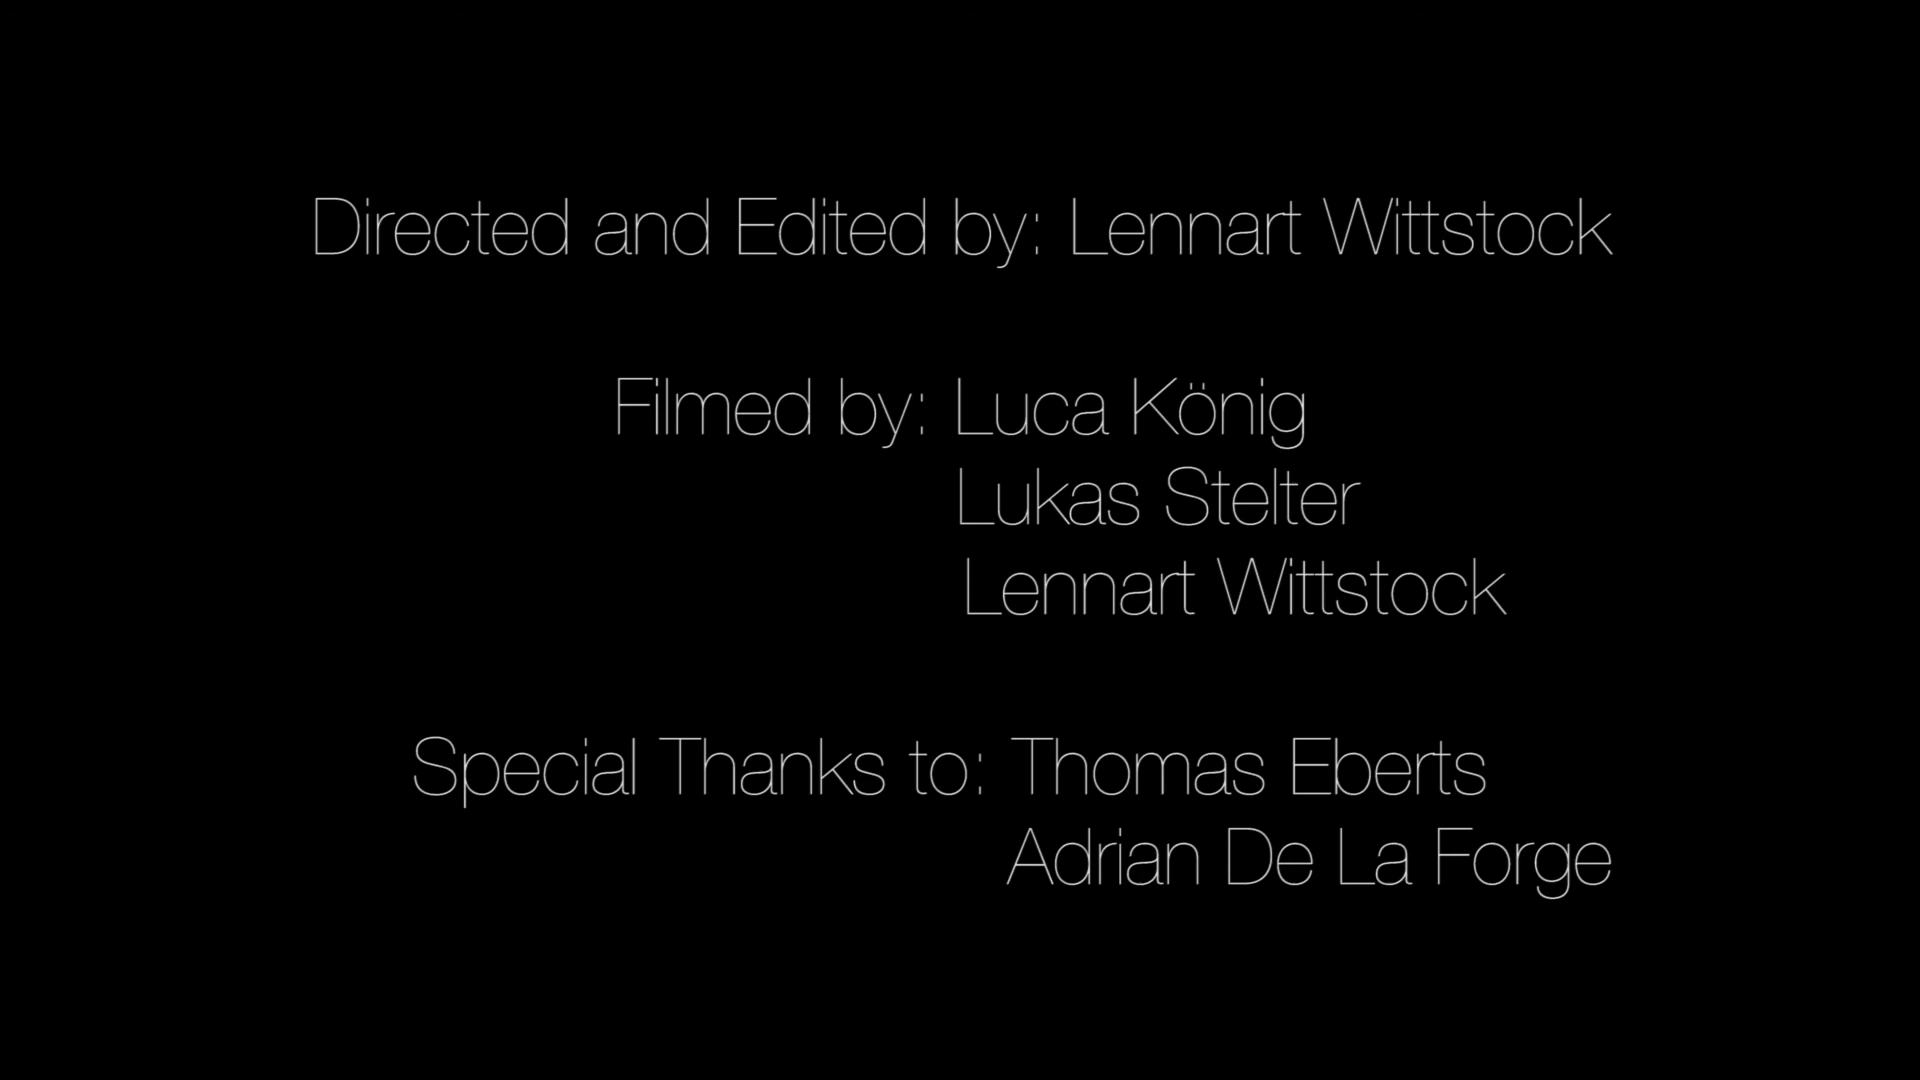 Directed and Edited by: Lennart Wittstock
Filmed by: Luca König
Lukas Stelter
Lennart Wittstock
Special Thanks to: Thomas Eberts
Adrian De La Forge